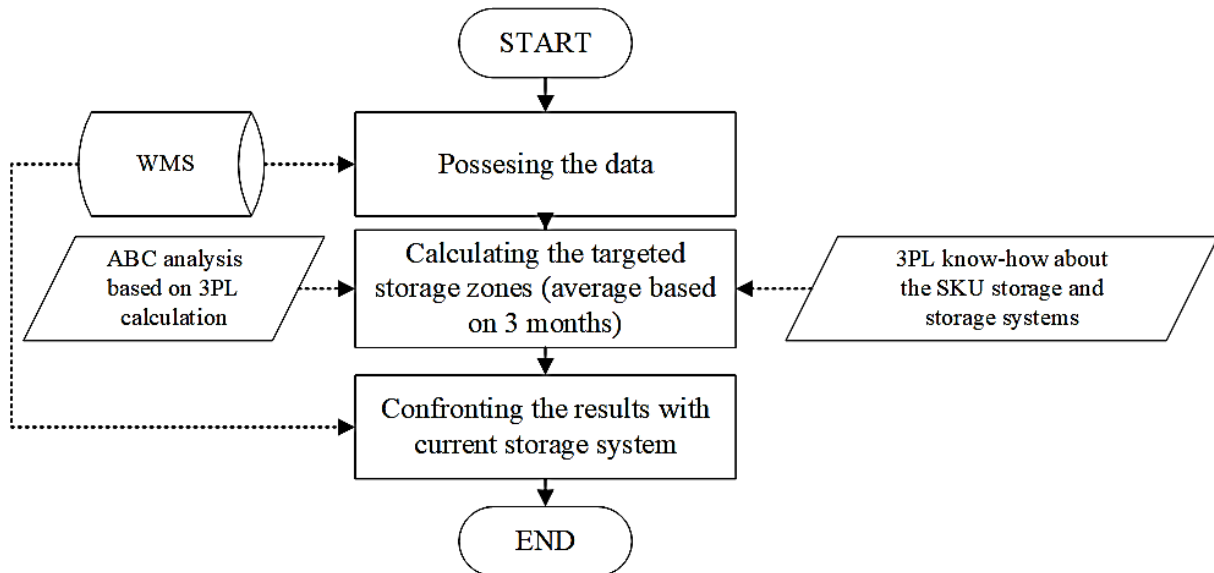 START
WMS
Possesing the data
ABC analysis
based on 3PL
calculation
Calculating the targeted
storage zones (average based
on 3 months)
3PL know-how about
the SKU storage and
storage systems
Confronting the results with
current storage system
END